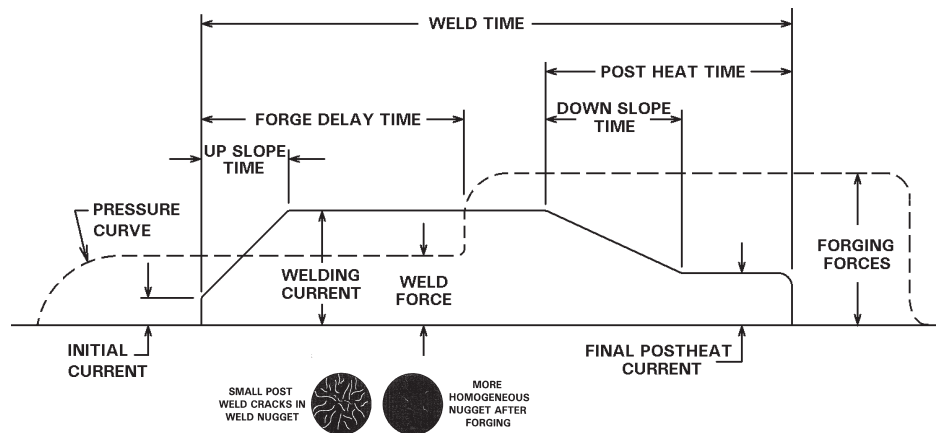 WELD TIME
POST HEAT TIME
DOWN SLOPE
TIME
FORGE DELAY TIME
UP SLOPE
TIME
PRESSURE
CURVE
WELDING
CURRENT
WELD
FORCE
FORGING
FORCES
INITIAL
CURRENT
FINAL POSTHEAT
CURRENT
SMALL POST
WELD CRACKS IN
WELD NUGGET
MORE
HOMOGENEOUS
NUGGET AFTER
FORGING